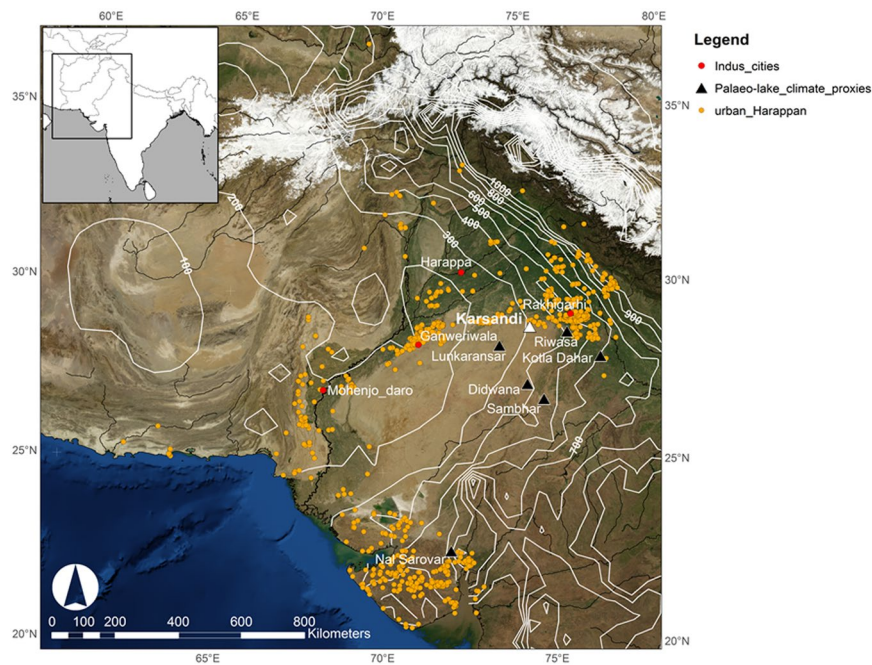 60°E 65°E 70°E 75°E 80°E
35°N
35°N
Legend
Indus_cities
Palaeo-lake_climate_proxies
urban_Harappan
1000
800
600
500
400
300
200
100
900
700
Harappa
30°N
30°N
Rakhigarhi
Karsandi
Ganweriwala
Riwasa
Lunkaransar
Kotla Dahar
Mohenjo_daro
Didwana
Sambhar
25°N
25°N
Nal Sarovar
0 100 200 400 600 800
Kilometers
20°N
20°N
65°E 70°E 75°E